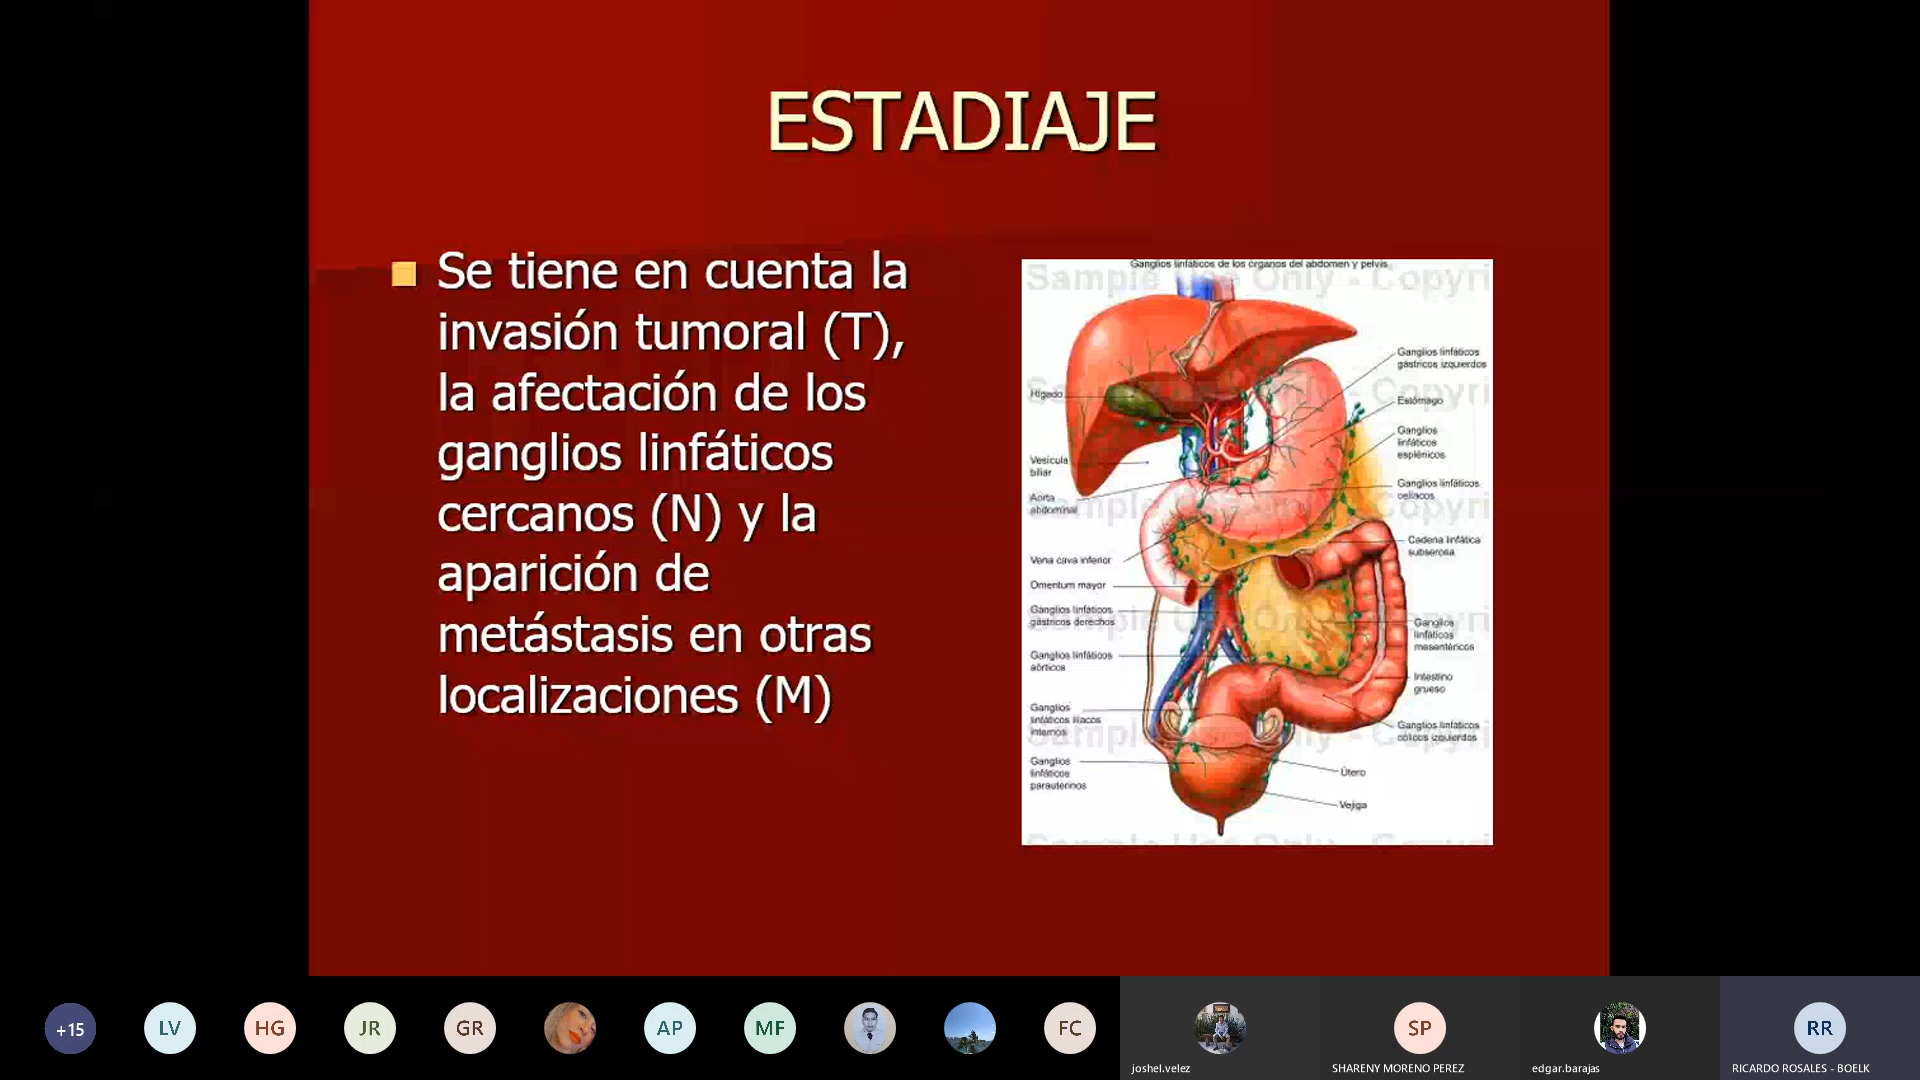 ESTADIAJE
Se tiene en cuenta la
invasión tumoral (T),
la afectación de los
ganglios linfáticos
cercanos (N) y la
aparición de
metástasis en otras
localizaciones (M)
Ganglios linfáticos de los órganos del abdomen y pelvis
Sample Use Only - Copyri
Hígado
Vesícula
biliar
Aorta
abdominal
Vena cava inferior
Omentum mayor
Ganglios linfáticos
gástricos derechos
Ganglios linfáticos
aórticos
Ganglios
linfáticos ilíacos
internos
Ganglios
linfáticos
parauterinos
Ganglios linfáticos
gástricos izquierdos
Estómago
Ganglios
linfáticos
esplénicos
Ganglios linfáticos
celíacos
Cadena linfática
subserosa
Ganglios
linfáticos
mesentéricos
Intestino
grueso
Ganglios linfáticos
cólicos izquierdos
Útero
Vejiga
+15
LV
HG
JR
GR
AP
MF
FC
joshel.velez
SP
SHARENY MORENO PEREZ
edgar.barajas
RR
RICARDO ROSALES - BOELK